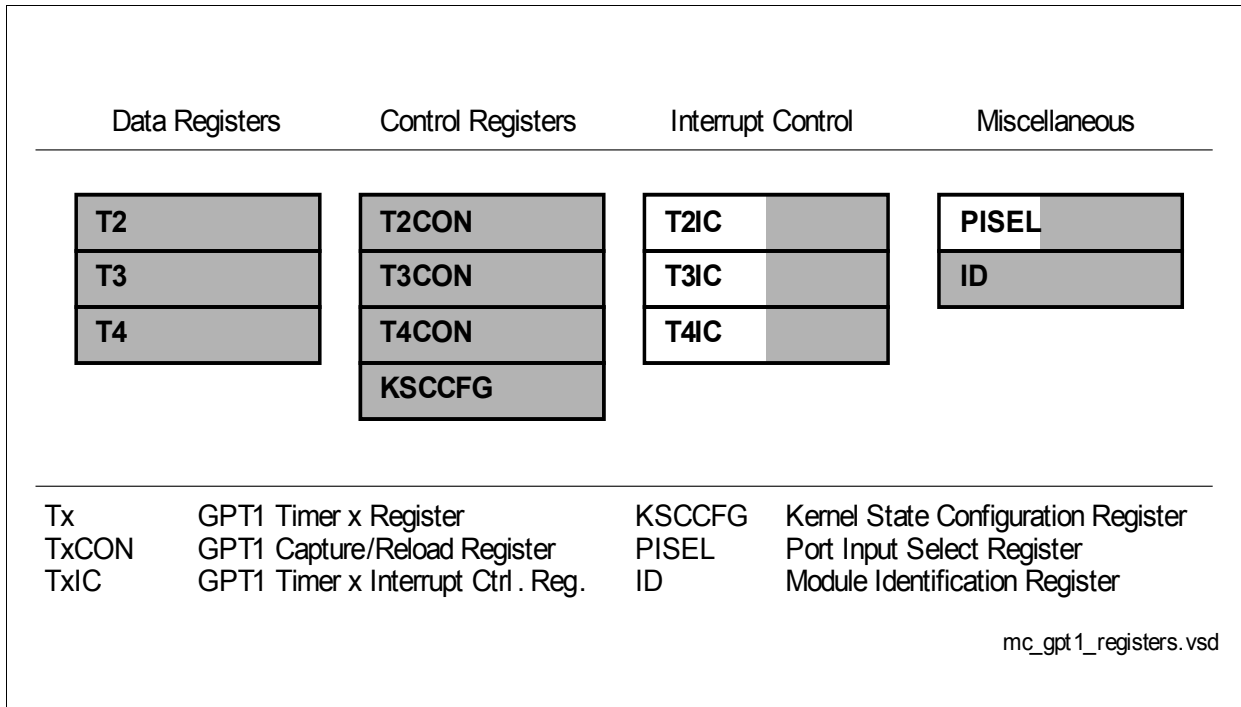 Data Registers Control Registers Interrupt Control Miscellaneous
T2 T2CON T2IC PISEL
T3 T3CON T3IC ID
T4 T4CON T4IC
KSCCFG
Tx GPT1 Timer x Register KSCCFG Kernel State Configuration Register
TxCON GPT1 Capture/Reload Register PISEL Port Input Select Register
TxIC GPT1 Timer x Interrupt Ctrl. Reg. ID Module Identification Register
mc_gpt1_registers.vsd